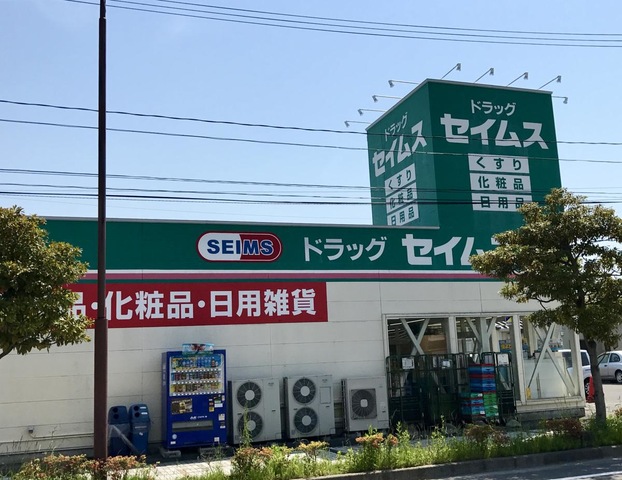 ドラッグ
セイムス
くすり
化粧品
日用品
ドラッグ
セイムス
くすり
化粧品
日用品
SEIMS ドラッグ セイムス
品・化粧品・日用雑貨